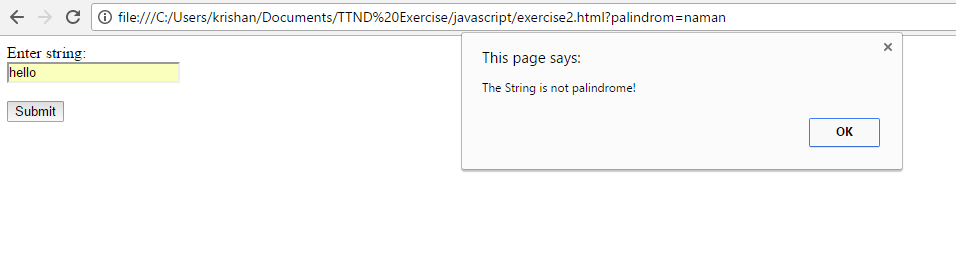 file:///C:/Users/krishan/Documents/TTND%20Exercise/javascript/exercise2.html?palindrom=naman
Enter string:
hello
Submit
This page says:
The String is not palindrome!
OK